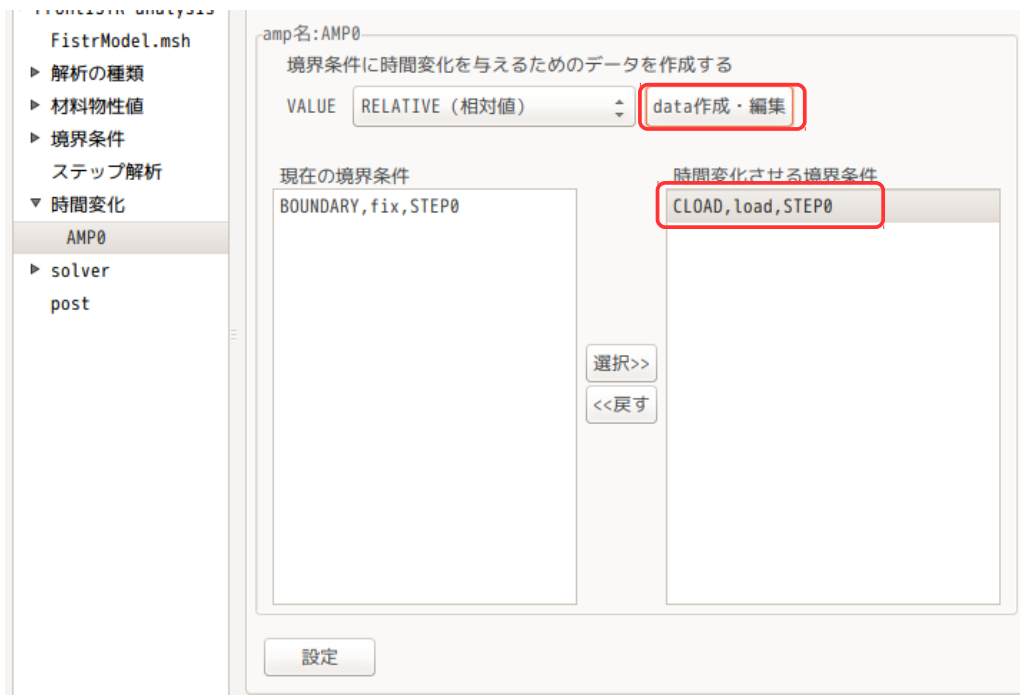 FrontISTR analysis
FistrModel.msh
解析の種類
材料物性値
境界条件
ステップ解析
時間変化
AMP0
solver
post
amp名:AMP0
境界条件に時間変化を与えるためのデータを作成する
VALUE RELATIVE (相対値) data作成・編集
現在の境界条件 時間変化させる境界条件
BOUNDARY,fix,STEP0 CLOAD,load,STEP0
選択>>
<<戻す
設定